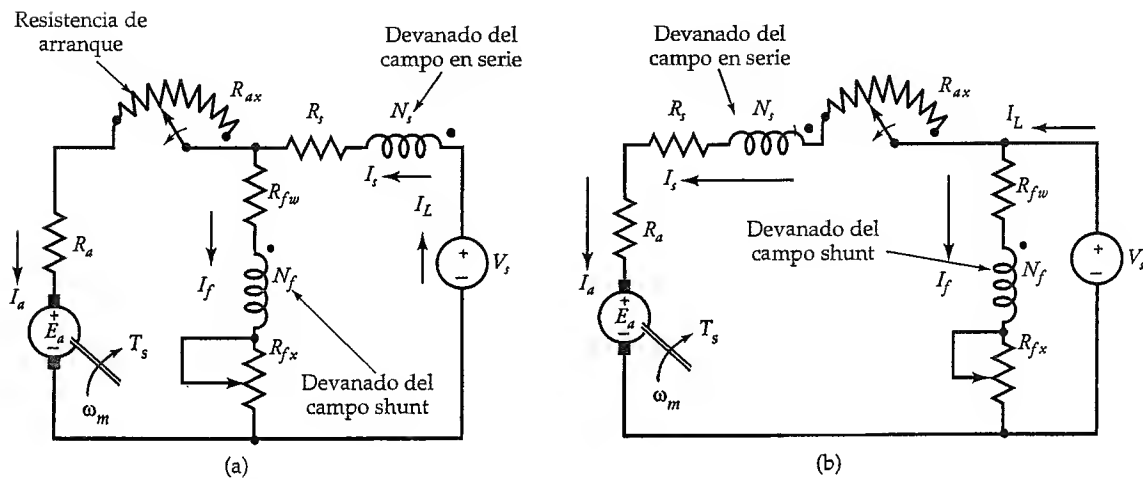 Resistencia de
arranque
Devanado del
campo en serie
R_ax
R_s
N_s
I_s
I_L
R_fw
R_a
I_f
N_f
V_s
I_a
E_a
T_s
R_fx
ω_m
Devanado del
campo shunt
(a)
Devanado del
campo en serie
R_ax
R_s
N_s
I_L
I_s
R_fw
R_a
Devanado del
campo shunt
I_f
N_f
V_s
I_a
E_a
T_s
R_fx
ω_m
(b)